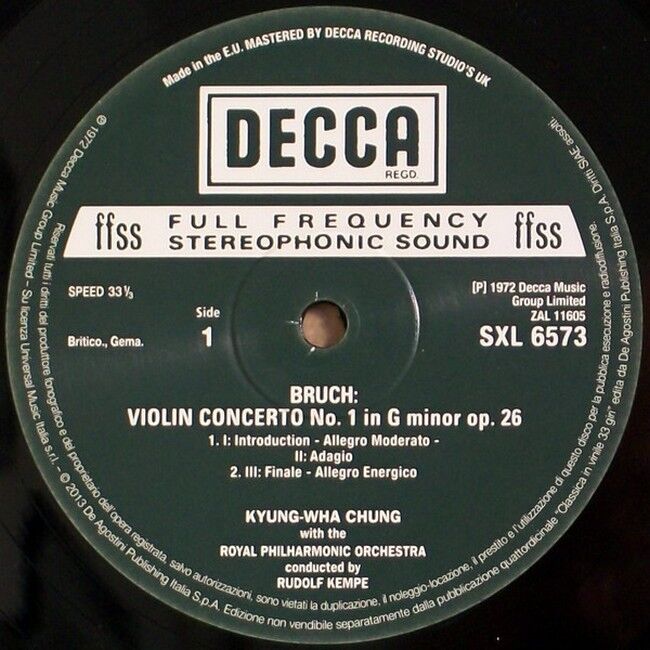 Made in the E.U. MASTERED BY DECCA RECORDING STUDIO'S UK
DECCA
REGD.
ffss FULL FREQUENCY STEREOPHONIC SOUND ffss
SPEED 33⅓
Side
1
Britico., Gema.
[P] 1972 Decca Music
Group Limited
ZAL 11605
SXL 6573
BRUCH:
VIOLIN CONCERTO No. 1 in G minor op. 26
1. I: Introduction - Allegro Moderato -
II: Adagio
2. III: Finale - Allegro Energico
KYUNG-WHA CHUNG
with the
ROYAL PHILHARMONIC ORCHESTRA
conducted by
RUDOLF KEMPE
℗ 1972 Decca Music Group Limited – Su licenza Universal Music Italia s.r.l. – © 2013 De Agostini Publishing Italia S.p.A. Edizione non vendibile separatamente dalla pubblicazione quattordicinale "Classica in vinile 33 giri" edita da De Agostini Publishing Italia S.p.A. Diritti SIAE assolti.
Riservati tutti i diritti del produttore fonografico e del proprietario dell'opera registrata, salvo autorizzazioni, sono vietati la duplicazione, il noleggio-locazione, il prestito e l'utilizzazione di questo disco per la pubblica esecuzione e radiodiffusione.